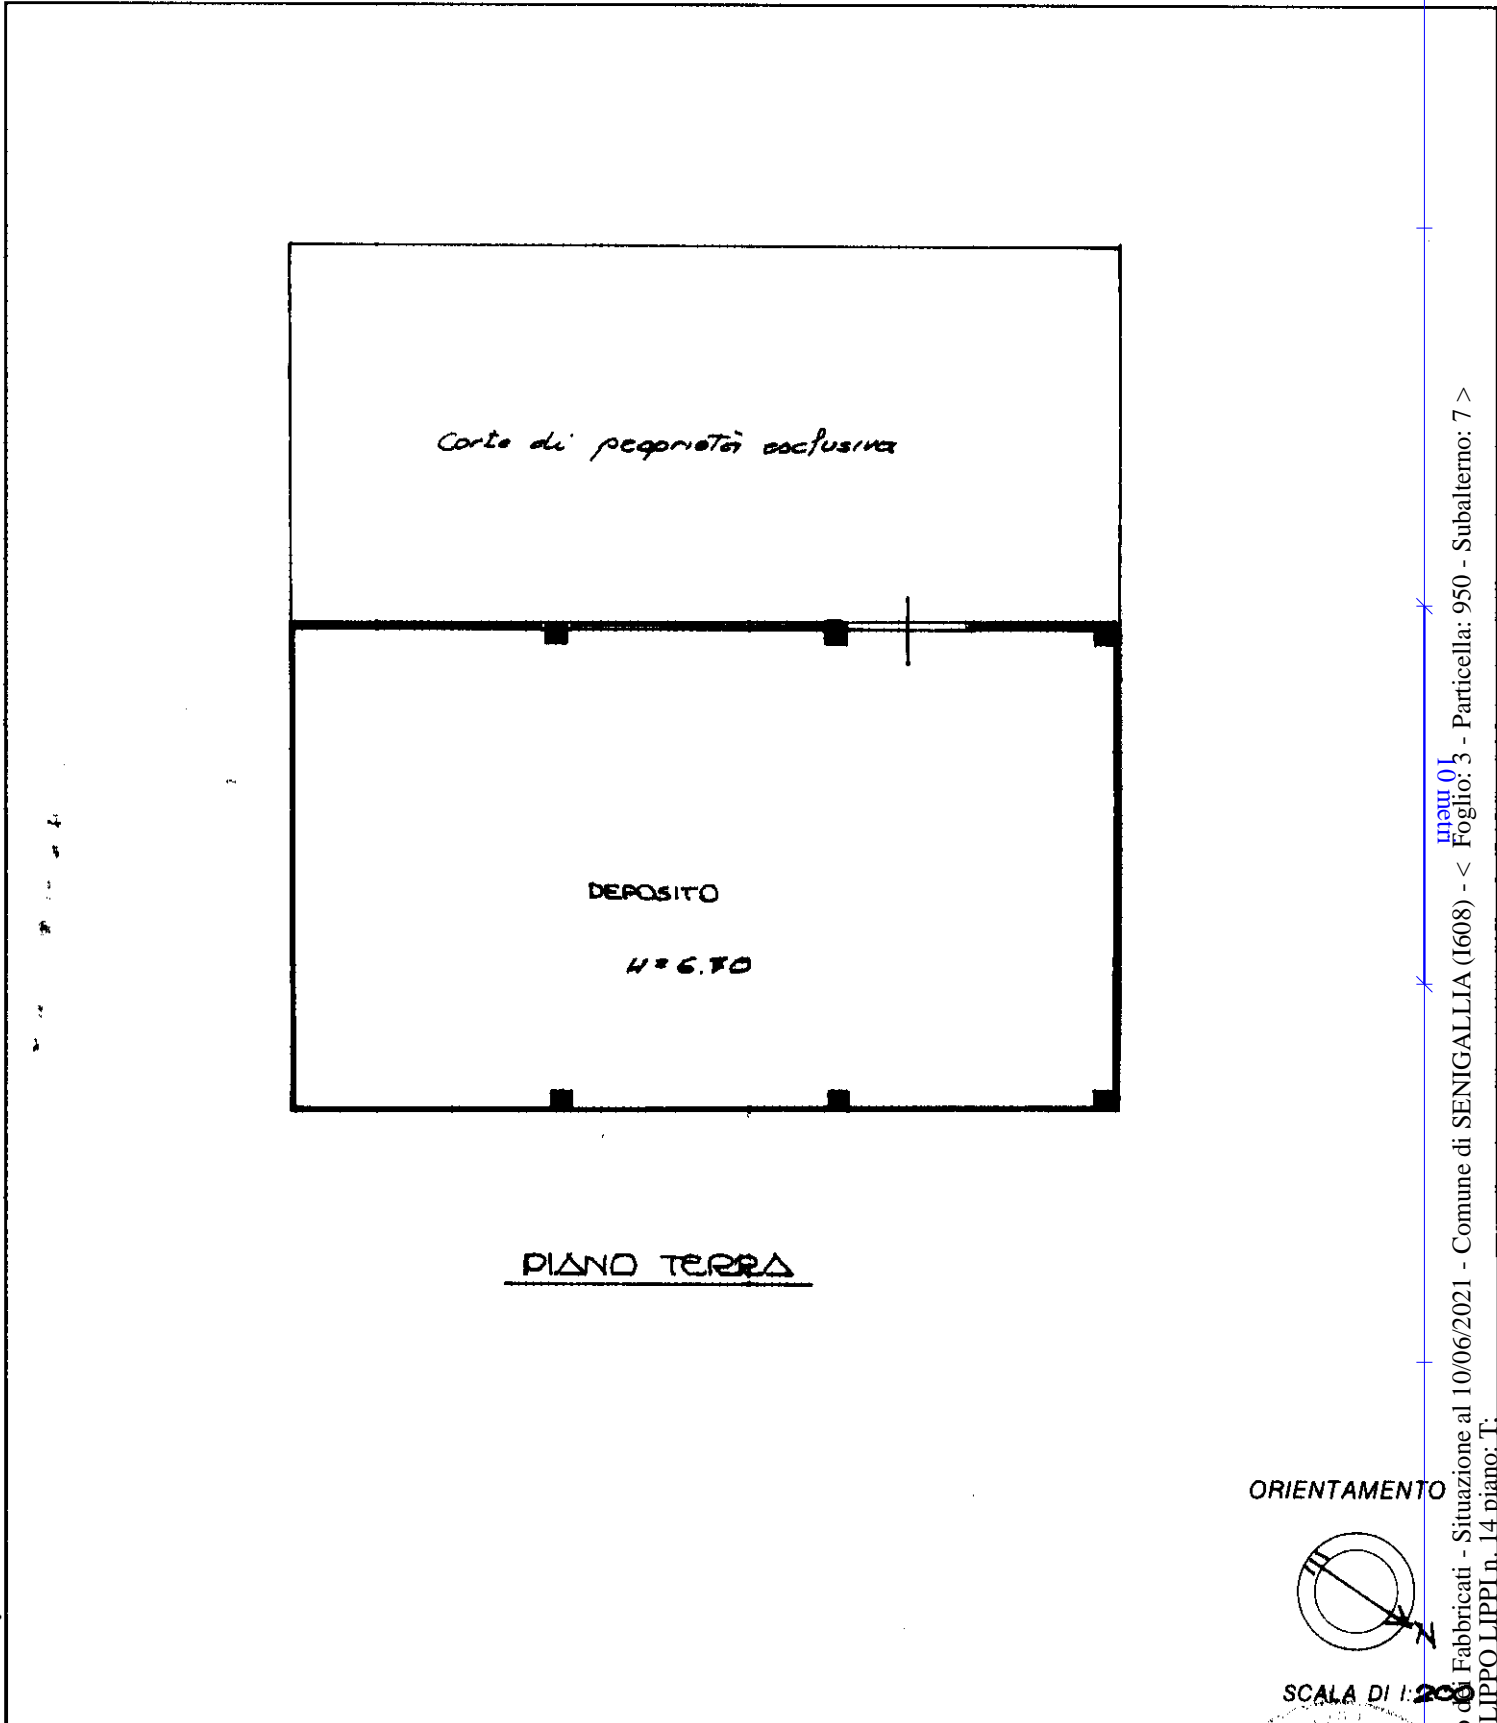 Corte di proprietà esclusiva
DEPOSITO
H=6.70
PIANO TERRA
ORIENTAMENTO
N
SCALA DI 1:200
10 metri
dei Fabbricati - Situazione al 10/06/2021 - Comune di SENIGALLIA (I608) - < Foglio: 3 - Particella: 950 - Subalterno: 7 >
LIPPO LIPPI n. 14 piano: T;